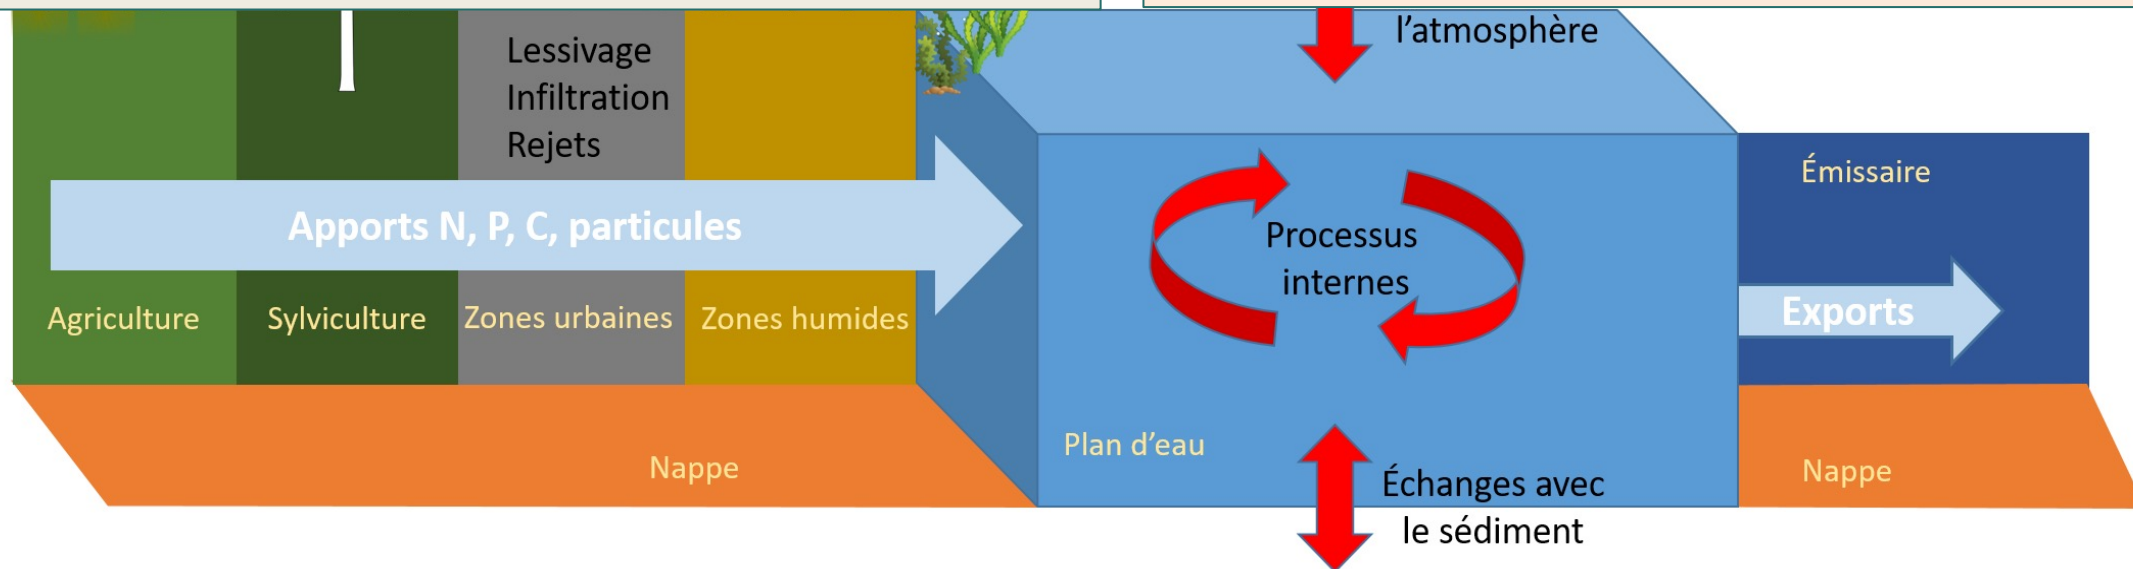 Lessivage
Infiltration
Rejets
Apports N, P, C, particules
Agriculture
Sylviculture
Zones urbaines
Zones humides
Nappe
l’atmosphère
Processus
internes
Plan d’eau
Échanges avec
le sédiment
Émissaire
Exports
Nappe